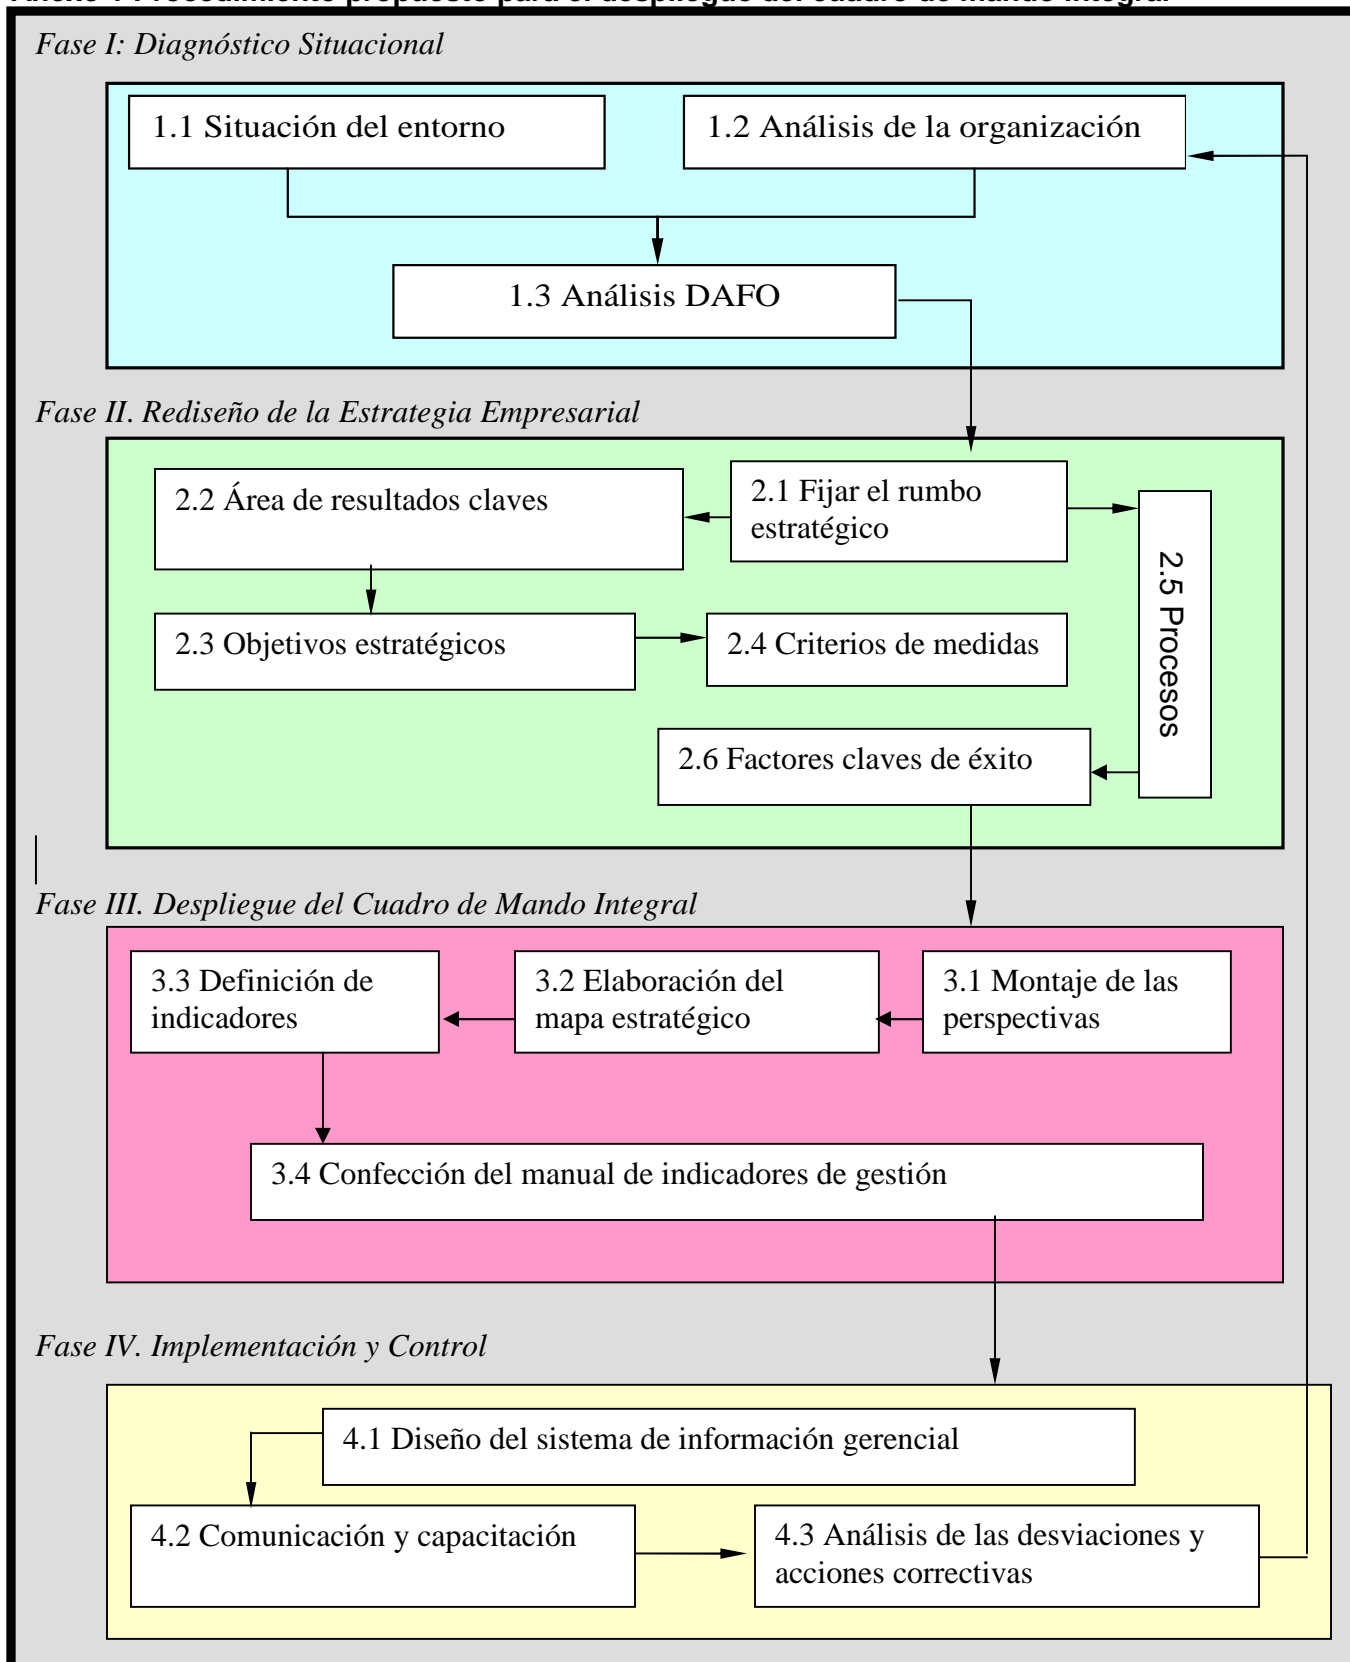 Fase I: Diagnóstico Situacional
1.1 Situación del entorno
1.2 Análisis de la organización
1.3 Análisis DAFO
Fase II. Rediseño de la Estrategia Empresarial
2.2 Área de resultados claves
2.1 Fijar el rumbo
estratégico
2.5 Procesos
2.3 Objetivos estratégicos
2.4 Criterios de medidas
2.6 Factores claves de éxito
Fase III. Despliegue del Cuadro de Mando Integral
3.3 Definición de
indicadores
3.2 Elaboración del
mapa estratégico
3.1 Montaje de las
perspectivas
3.4 Confección del manual de indicadores de gestión
Fase IV. Implementación y Control
4.1 Diseño del sistema de información gerencial
4.2 Comunicación y capacitación
4.3 Análisis de las desviaciones y
acciones correctivas